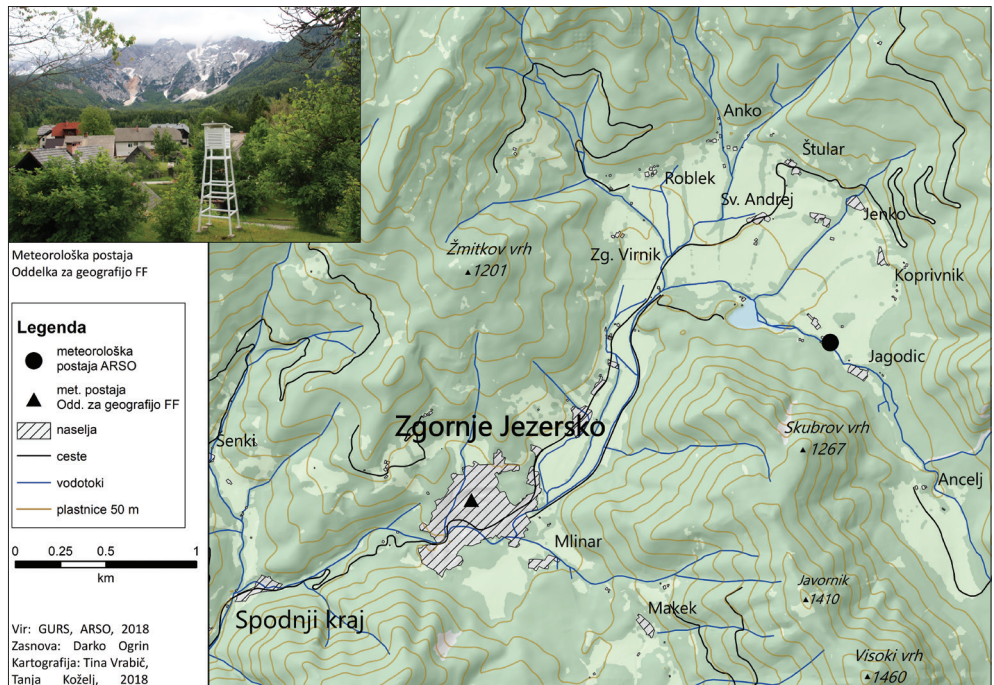 Meteorološka postaja
Oddelka za geografijo FF
Legenda
meteorološka
postaja ARSO
met. postaja
Odd. za geografijo FF
naselja
ceste
vodotoki
plastnice 50 m
0 0.25 0.5 1
km
Vir: GURS, ARSO, 2018
Zasnova: Darko Ogrin
Kartografija: Tina Vrabič,
Tanja Koželj, 2018
Anko
Štular
Roblek
Sv. Andrej
Jenko
Žmitkov vrh
1201
Zg. Virnik
Koprivnik
Jagodic
Zgornje Jezersko
Skubrov vrh
1267
Senki
Ancelj
Mlinar
Javornik
1410
Spodnji kraj
Makek
Visoki vrh
1460